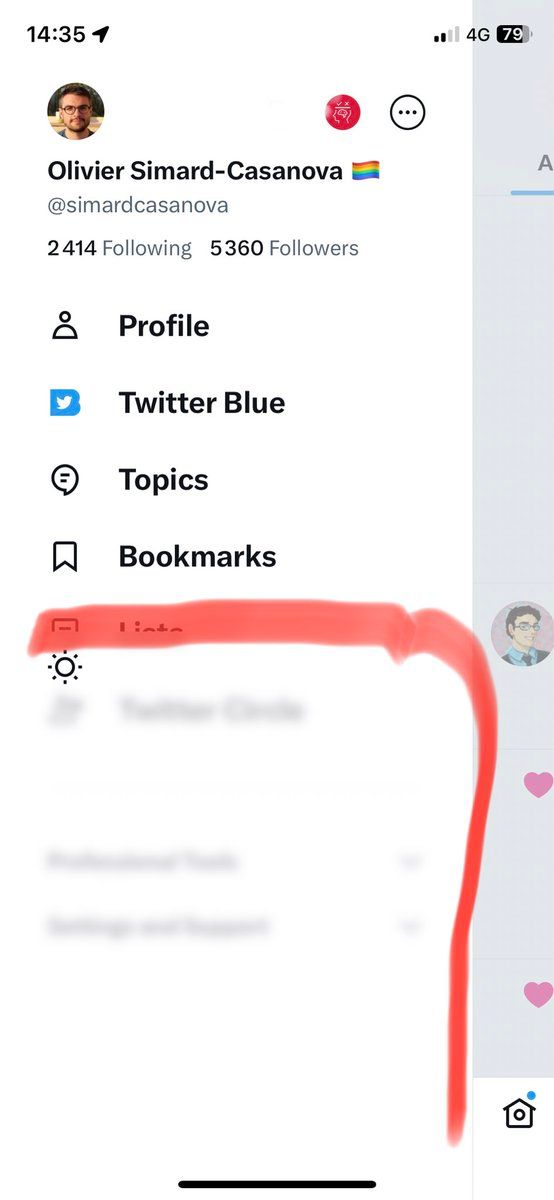 14:35 4G 79
Olivier Simard-Casanova 🏳️‍🌈
@simardcasanova
2 414 Following 5 360 Followers
Profile
Twitter Blue
Topics
Bookmarks
Lists
Twitter Circle
Professional Tools
Settings and Support
A